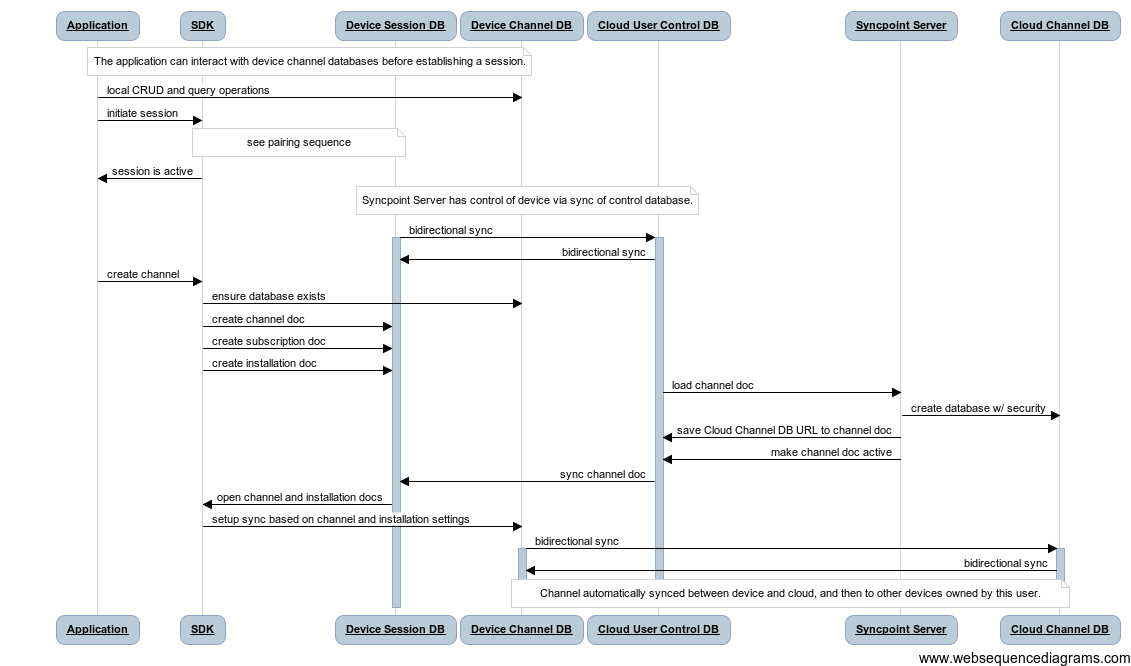 Application SDK Device Session DB Device Channel DB Cloud User Control DB Syncpoint Server Cloud Channel DB
The application can interact with device channel databases before establishing a session.
local CRUD and query operations
initiate session
see pairing sequence
session is active
Syncpoint Server has control of device via sync of control database.
bidirectional sync
bidirectional sync
create channel
ensure database exists
create channel doc
create subscription doc
create installation doc
load channel doc
create database w/ security
save Cloud Channel DB URL to channel doc
make channel doc active
sync channel doc
open channel and installation docs
setup sync based on channel and installation settings
bidirectional sync
bidirectional sync
Channel automatically synced between device and cloud, and then to other devices owned by this user.
Application SDK Device Session DB Device Channel DB Cloud User Control DB Syncpoint Server Cloud Channel DB
www.websequencediagrams.com